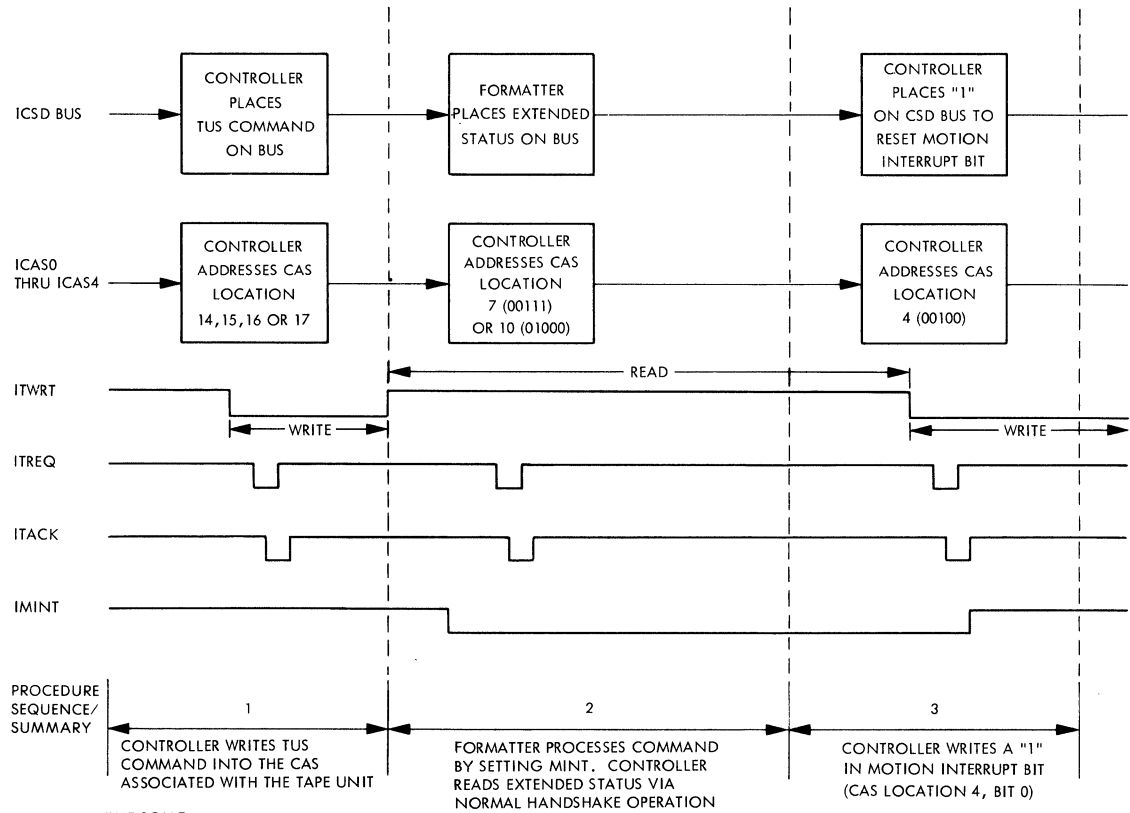 ICSD BUS
CONTROLLER
PLACES
TUS COMMAND
ON BUS
FORMATTER
PLACES EXTENDED
STATUS ON BUS
CONTROLLER
PLACES "1"
ON CSD BUS TO
RESET MOTION
INTERRUPT BIT
ICAS0
THRU ICAS4
CONTROLLER
ADDRESSES CAS
LOCATION
14,15,16 OR 17
CONTROLLER
ADDRESSES CAS
LOCATION
7 (00111)
OR 10 (01000)
CONTROLLER
ADDRESSES CAS
LOCATION
4 (00100)
ITWRT
READ
WRITE
WRITE
ITREQ
ITACK
IMINT
PROCEDURE
SEQUENCE/
SUMMARY
1
CONTROLLER WRITES TUS
COMMAND INTO THE CAS
ASSOCIATED WITH THE TAPE UNIT
2
FORMATTER PROCESSES COMMAND
BY SETTING MINT. CONTROLLER
READS EXTENDED STATUS VIA
NORMAL HANDSHAKE OPERATION
3
CONTROLLER WRITES A "1"
IN MOTION INTERRUPT BIT
(CAS LOCATION 4, BIT 0)